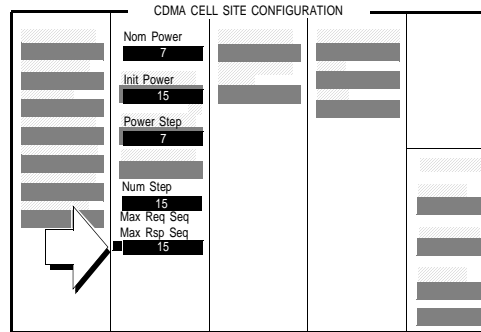 CDMA CELL SITE CONFIGURATION
Nom Power
7
Init Power
15
Power Step
7
Num Step
15
Max Req Seq
Max Rsp Seq
15